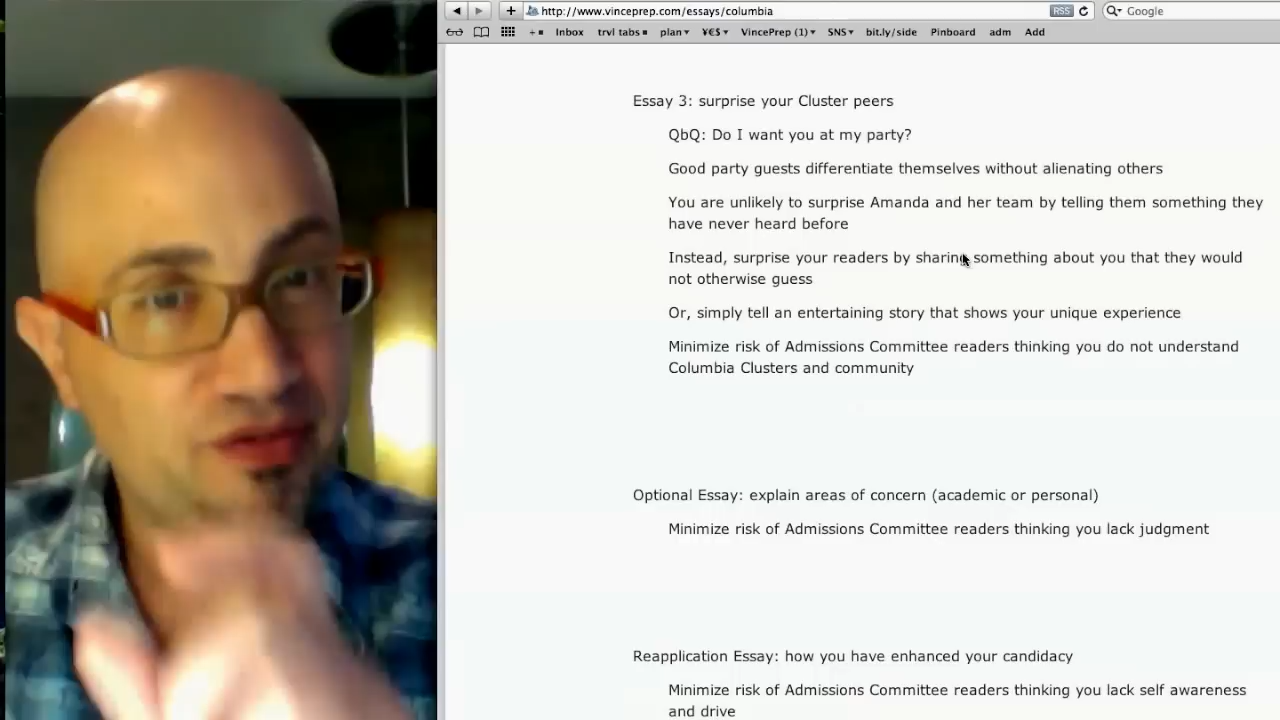 http://www.vinceprep.com/essays/columbia
RSS
Google
Inbox trvl tabs plan ¥€$ VincePrep (1) SNS bit.ly/side Pinboard adm Add
Essay 3: surprise your Cluster peers
QbQ: Do I want you at my party?
Good party guests differentiate themselves without alienating others
You are unlikely to surprise Amanda and her team by telling them something they
have never heard before
Instead, surprise your readers by sharing something about you that they would
not otherwise guess
Or, simply tell an entertaining story that shows your unique experience
Minimize risk of Admissions Committee readers thinking you do not understand
Columbia Clusters and community
Optional Essay: explain areas of concern (academic or personal)
Minimize risk of Admissions Committee readers thinking you lack judgment
Reapplication Essay: how you have enhanced your candidacy
Minimize risk of Admissions Committee readers thinking you lack self awareness
and drive